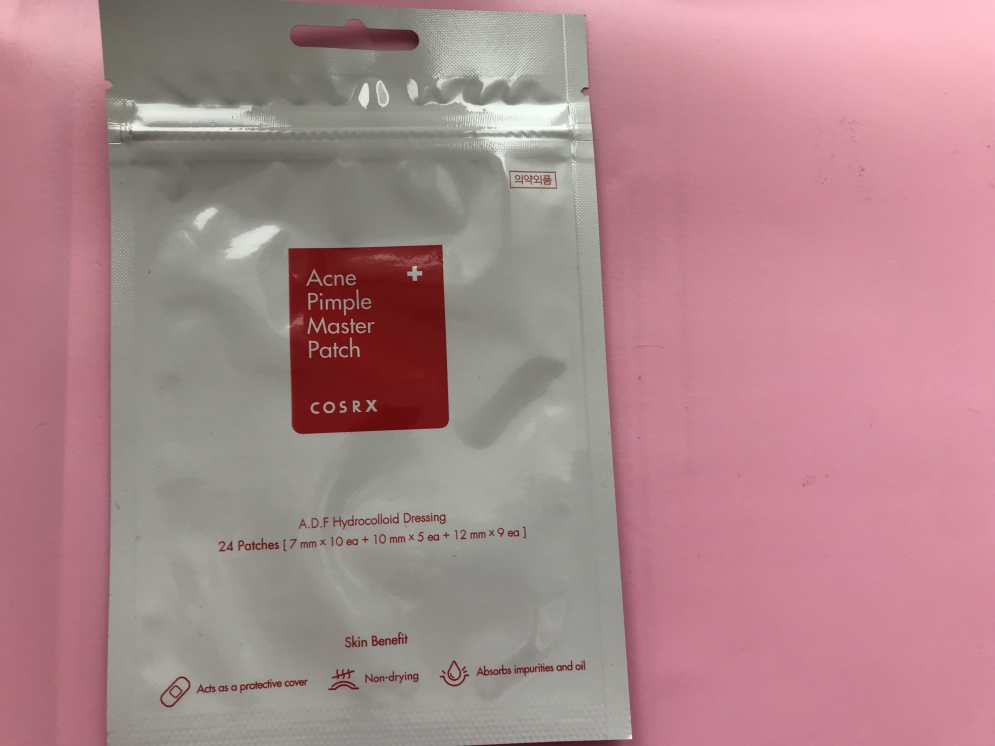 의약외품
Acne
Pimple
Master
Patch
COSRX
A.D.F Hydrocolloid Dressing
24 Patches [ 7 mm × 10 ea + 10 mm × 5 ea + 12 mm × 9 ea ]
Skin Benefit
Acts as a protective cover
Non-drying
Absorbs impurities and oil